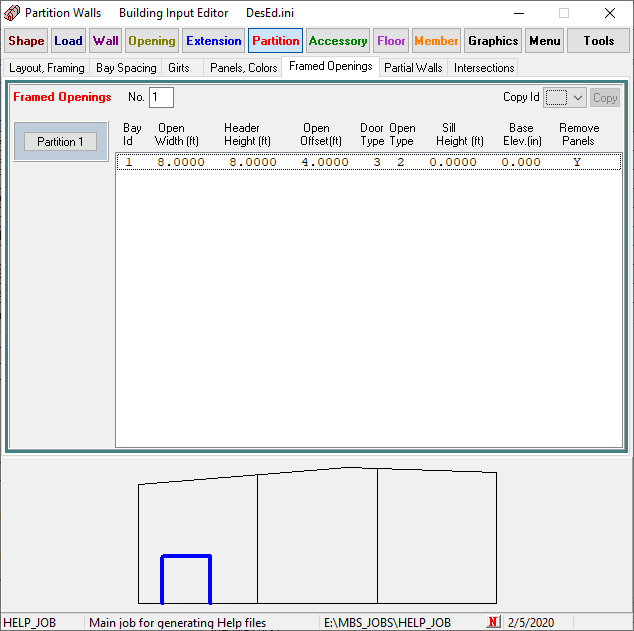 Partition Walls Building Input Editor DesEd.ini
Shape Load Wall Opening Extension Partition Accessory Floor Member Graphics Menu Tools
Layout, Framing Bay Spacing Girts Panels, Colors Framed Openings Partial Walls Intersections
Framed Openings No. 1 Copy Id Copy
Partition 1
Bay Open Header Open Door Open Sill Base Remove
Id Width (ft) Height (ft) Offset(ft) Type Type Height (ft) Elev.(in) Panels
1 8.0000 8.0000 4.0000 3 2 0.0000 0.000 Y
HELP_JOB Main job for generating Help files E:\MBS_JOBS\HELP_JOB N 2/5/2020